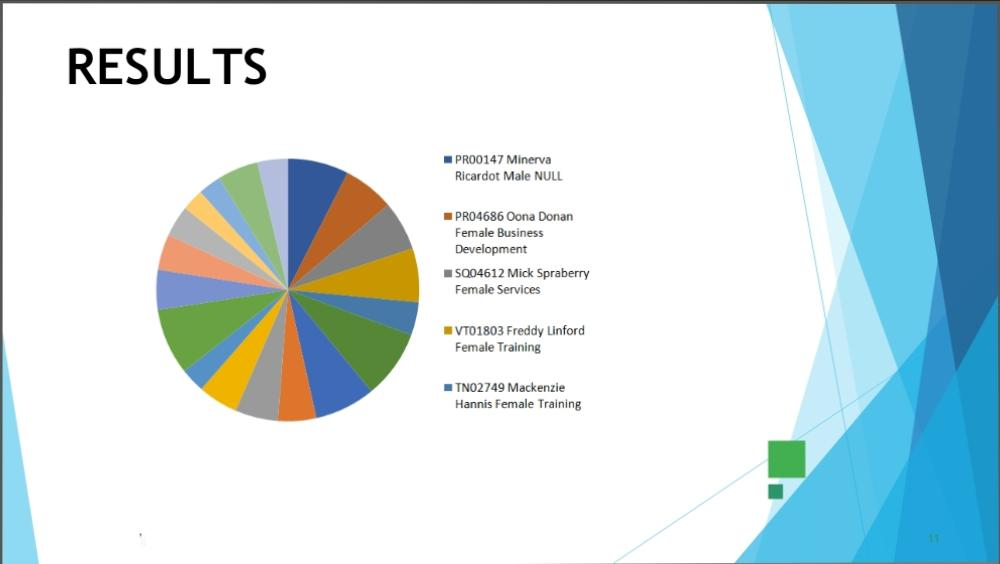 RESULTS
PR00147 Minerva
Ricardot Male NULL
PR04686 Oona Donan
Female Business
Development
SQ04612 Mick Spraberry
Female Services
VT01803 Freddy Linford
Female Training
TN02749 Mackenzie
Hannis Female Training
11